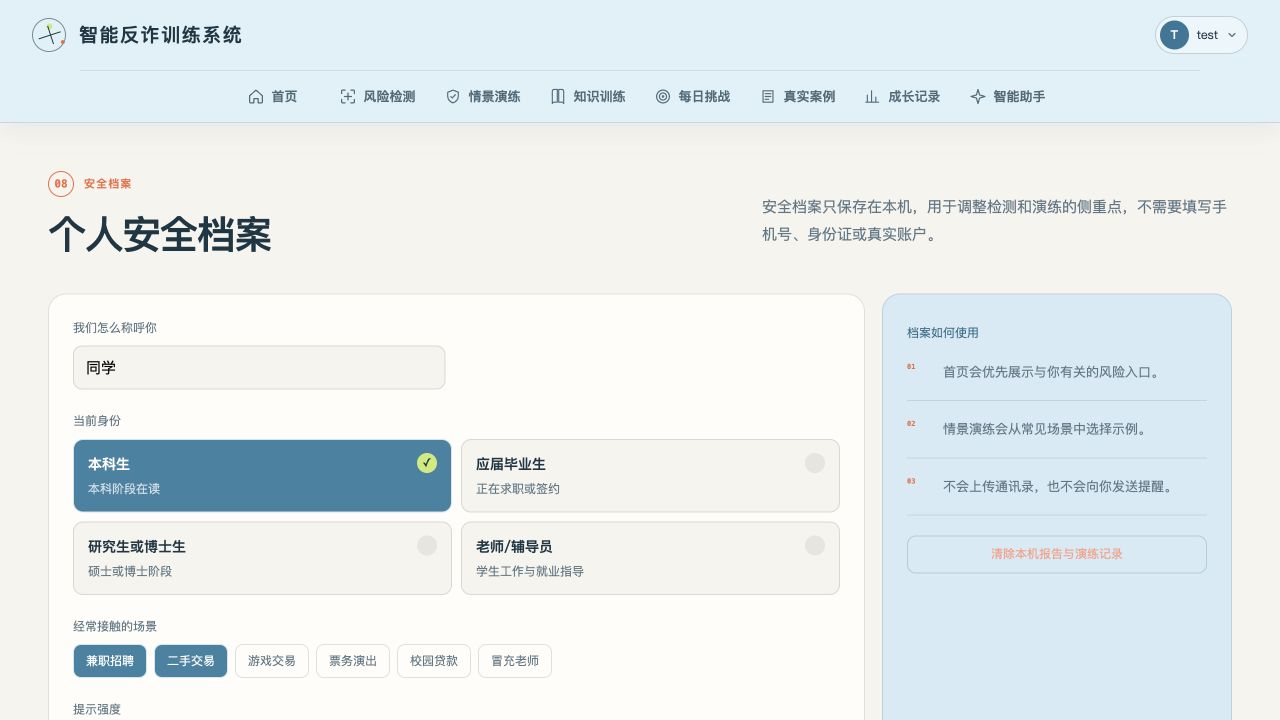 智能反诈训练系统
T
test
首页
风险检测
情景演练
知识训练
每日挑战
真实案例
成长记录
智能助手
08
安全档案
个人安全档案
安全档案只保存在本机，用于调整检测和演练的侧重点，不需要填写手
机号、身份证或真实账户。
我们怎么称呼你
同学
当前身份
本科生
本科阶段在读
应届毕业生
正在求职或签约
研究生或博士生
硕士或博士阶段
老师/辅导员
学生工作与就业指导
经常接触的场景
兼职招聘
二手交易
游戏交易
票务演出
校园贷款
冒充老师
提示强度
档案如何使用
01
首页会优先展示与你有关的风险入口。
02
情景演练会从常见场景中选择示例。
03
不会上传通讯录，也不会向你发送提醒。
清除本机报告与演练记录